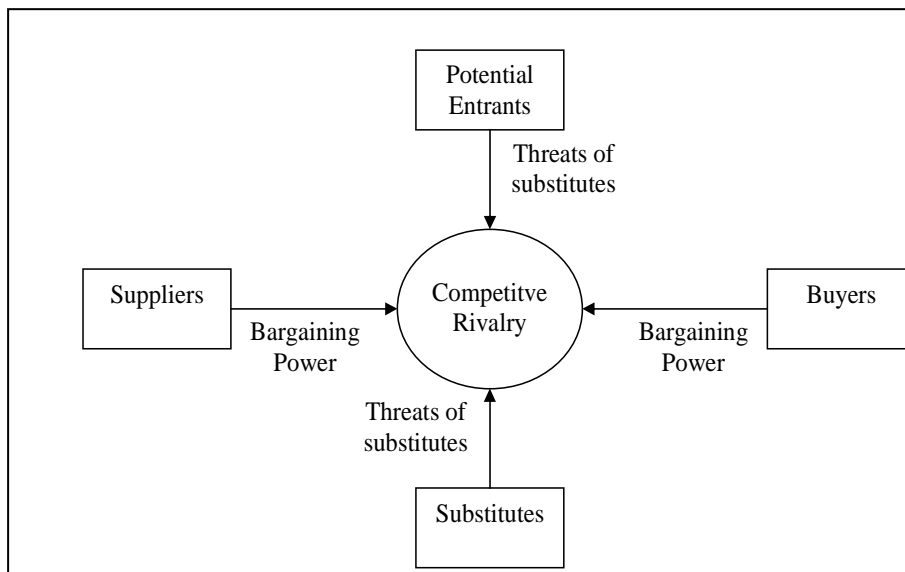 Potential
Entrants
Threats of
substitutes
Suppliers
Bargaining
Power
Competitve
Rivalry
Buyers
Bargaining
Power
Threats of
substitutes
Substitutes